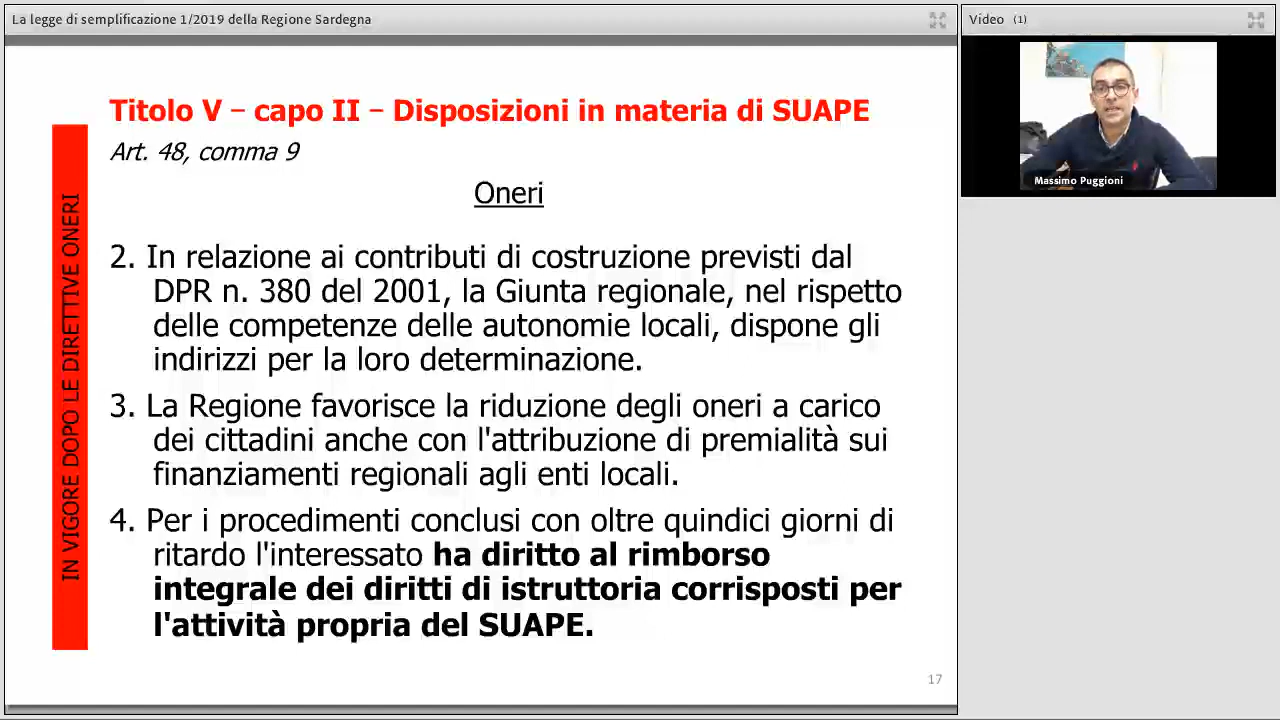 La legge di semplificazione 1/2019 della Regione Sardegna
Vídeo (1)
Massimo Puggioni
Titolo V – capo II – Disposizioni in materia di SUAPE
Art. 48, comma 9
Oneri
IN VIGORE DOPO LE DIRETTIVE ONERI
2. In relazione ai contributi di costruzione previsti dal
DPR n. 380 del 2001, la Giunta regionale, nel rispetto
delle competenze delle autonomie locali, dispone gli
indirizzi per la loro determinazione.
3. La Regione favorisce la riduzione degli oneri a carico
dei cittadini anche con l'attribuzione di premialità sui
finanziamenti regionali agli enti locali.
4. Per i procedimenti conclusi con oltre quindici giorni di
ritardo l'interessato ha diritto al rimborso
integrale dei diritti di istruttoria corrisposti per
l'attività propria del SUAPE.
17